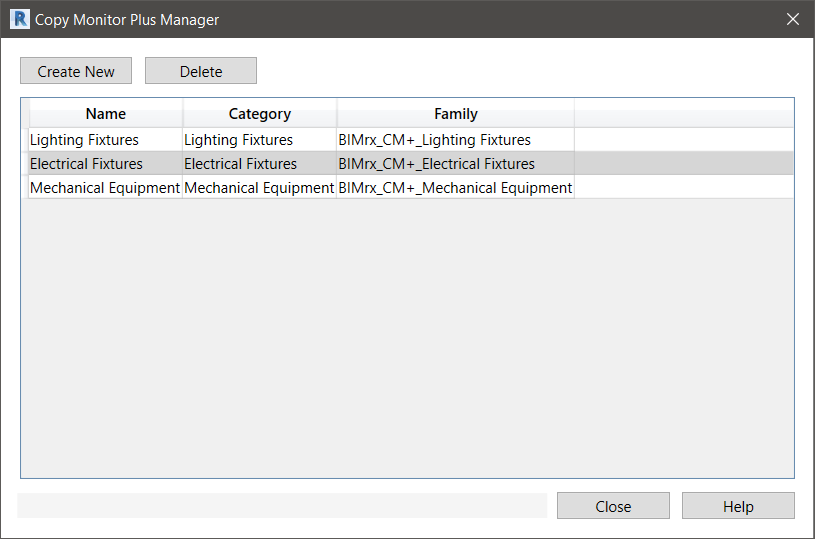 Copy Monitor Plus Manager
Create New Delete
Name Category Family
Lighting Fixtures Lighting Fixtures BIMrx_CM+_Lighting Fixtures
Electrical Fixtures Electrical Fixtures BIMrx_CM+_Electrical Fixtures
Mechanical Equipment Mechanical Equipment BIMrx_CM+_Mechanical Equipment
Close Help